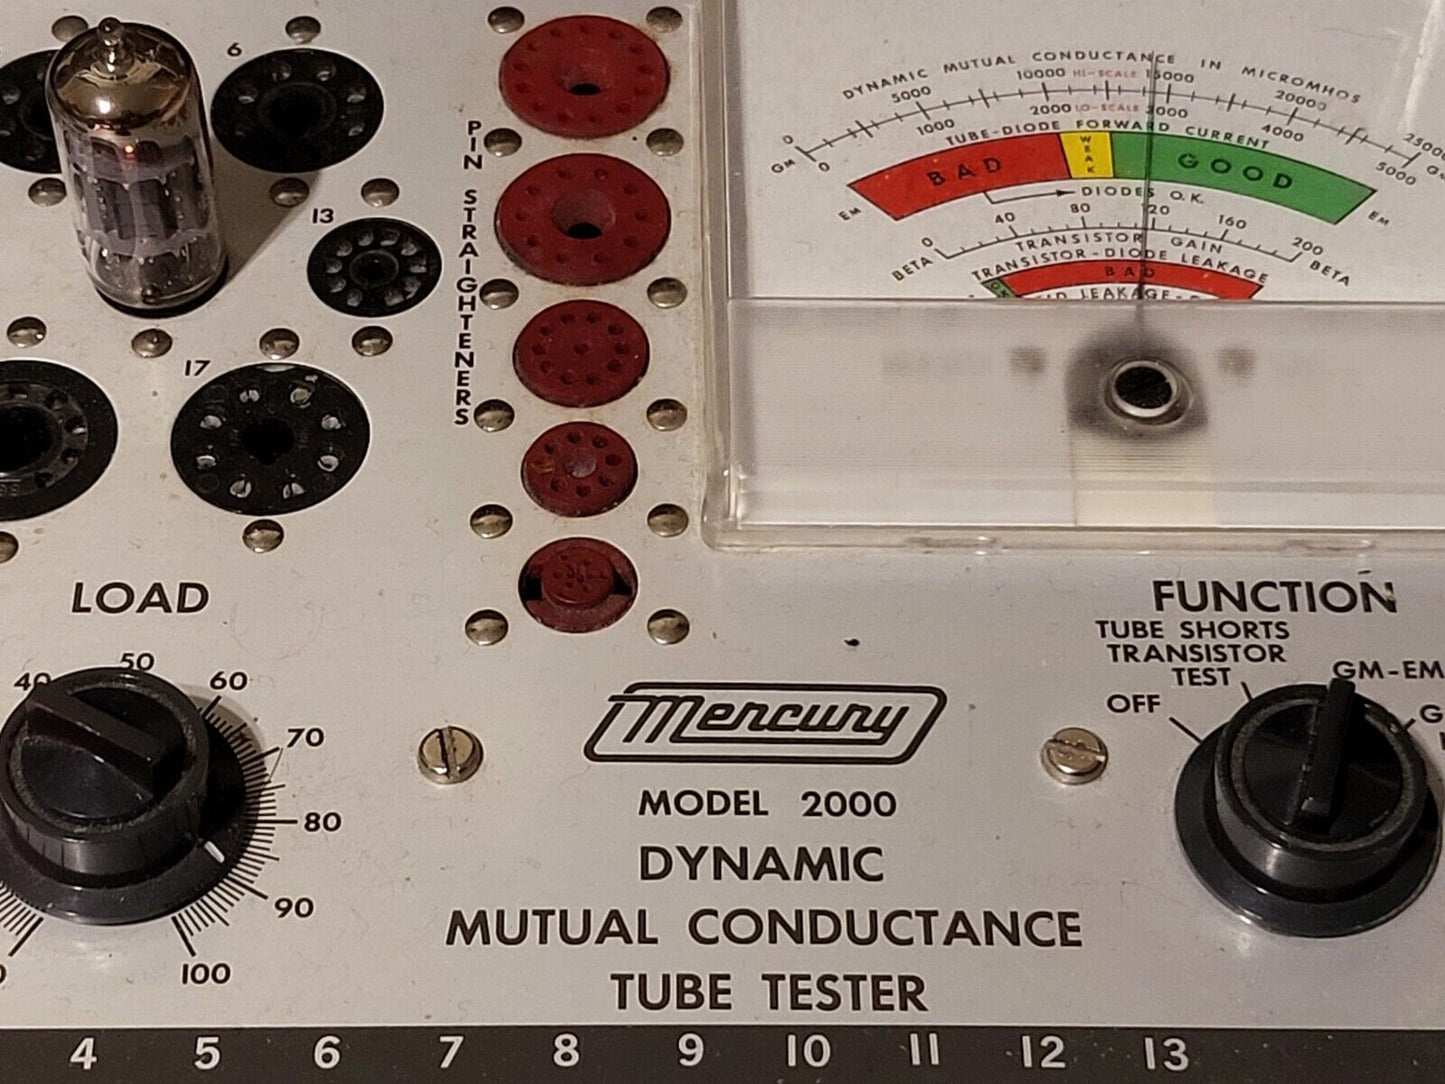 6
13
17
PIN STRAIGHTENERS
DYNAMIC MUTUAL CONDUCTANCE IN MICROMHOS
0 5000 10000 HI-SCALE 15000 20000 25000
GM 0 1000 2000 LO-SCALE 3000 4000 5000
TUBE-DIODE FORWARD CURRENT
BAD WEAK GOOD
EM DIODES O.K. EM
0 40 80 120 160 200
BETA TRANSISTOR GAIN BETA
TRANSISTOR-DIODE LEAKAGE
OK BAD
LEAKAGE-
LOAD
40 50 60 70 80 90 100
FUNCTION
TUBE SHORTS
TRANSISTOR
TEST
GM-EM
OFF
Mercury
MODEL 2000
DYNAMIC
MUTUAL CONDUCTANCE
TUBE TESTER
4 5 6 7 8 9 10 11 12 13